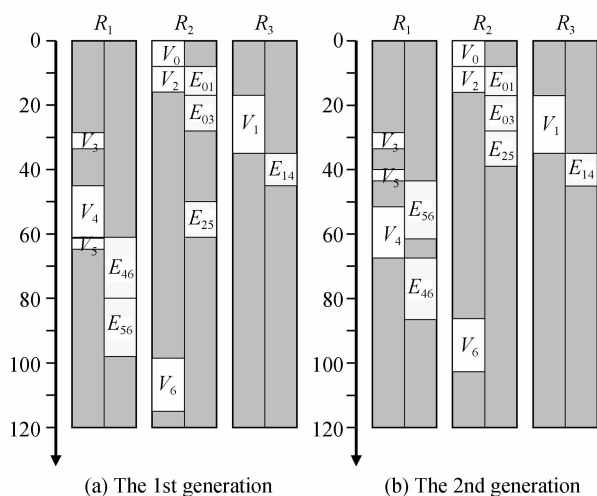 R₁ R₂ R₃ R₁ R₂ R₃
0 0
20 20
40 40
60 60
80 80
100 100
120 120
V₀ V₂ E₀₁ E₀₃ V₁ V₃ E₁₄ V₄ E₂₅ V₅ E₄₆ E₅₆ V₆
V₀ V₂ E₀₁ E₀₃ V₁ V₃ E₂₅ E₁₄ V₅ E₅₆ V₄ E₄₆ V₆
(a) The 1st generation (b) The 2nd generation